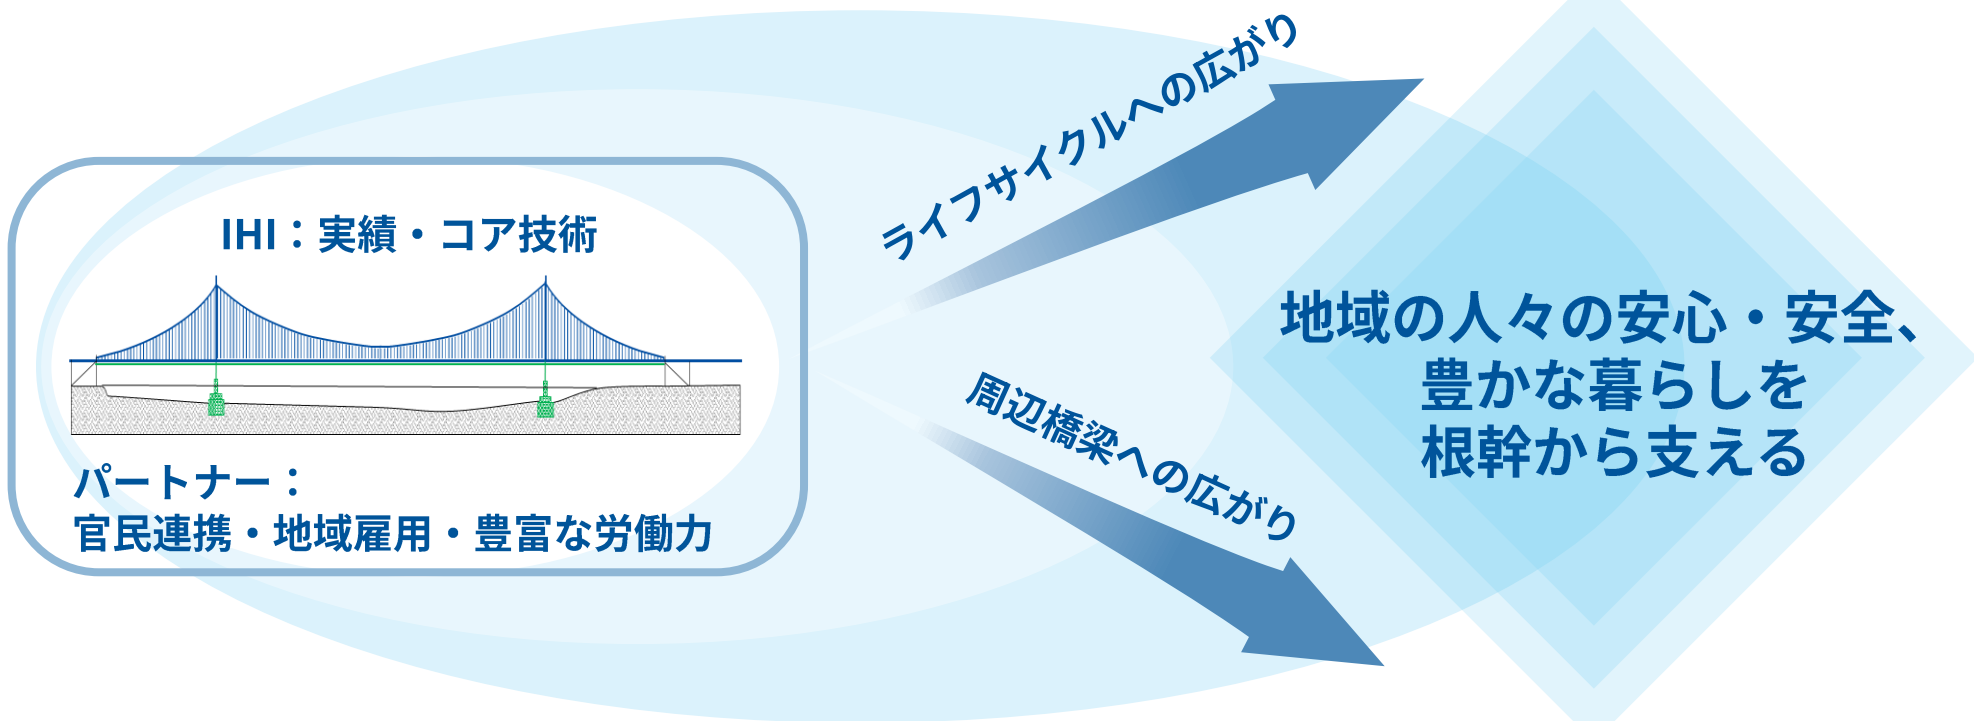 IHI：実績・コア技術
パートナー：
官民連携・地域雇用・豊富な労働力
ライフサイクルへの広がり
周辺橋梁への広がり
地域の人々の安心・安全、
豊かな暮らしを
根幹から支える